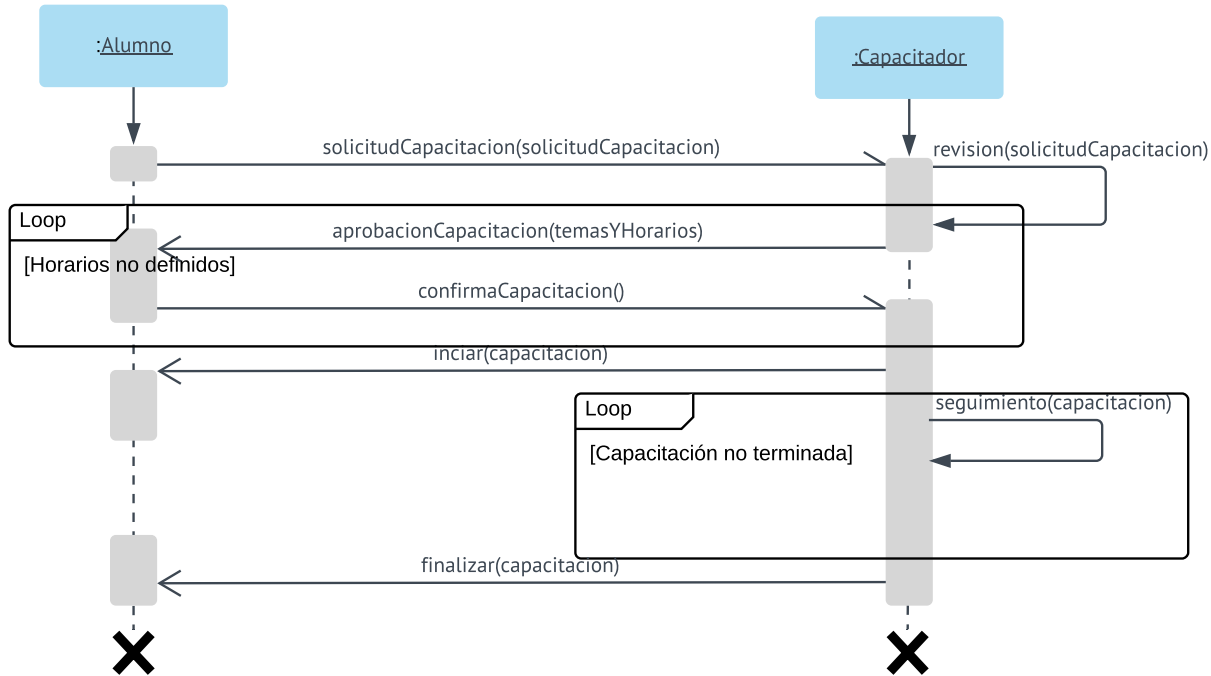 :Alumno
:Capacitador
solicitudCapacitacion(solicitudCapacitacion)
revision(solicitudCapacitacion)
Loop
aprobacionCapacitacion(temasYHorarios)
[Horarios no definidos]
confirmaCapacitacion()
inciar(capacitacion)
Loop
seguimiento(capacitacion)
[Capacitación no terminada]
finalizar(capacitacion)